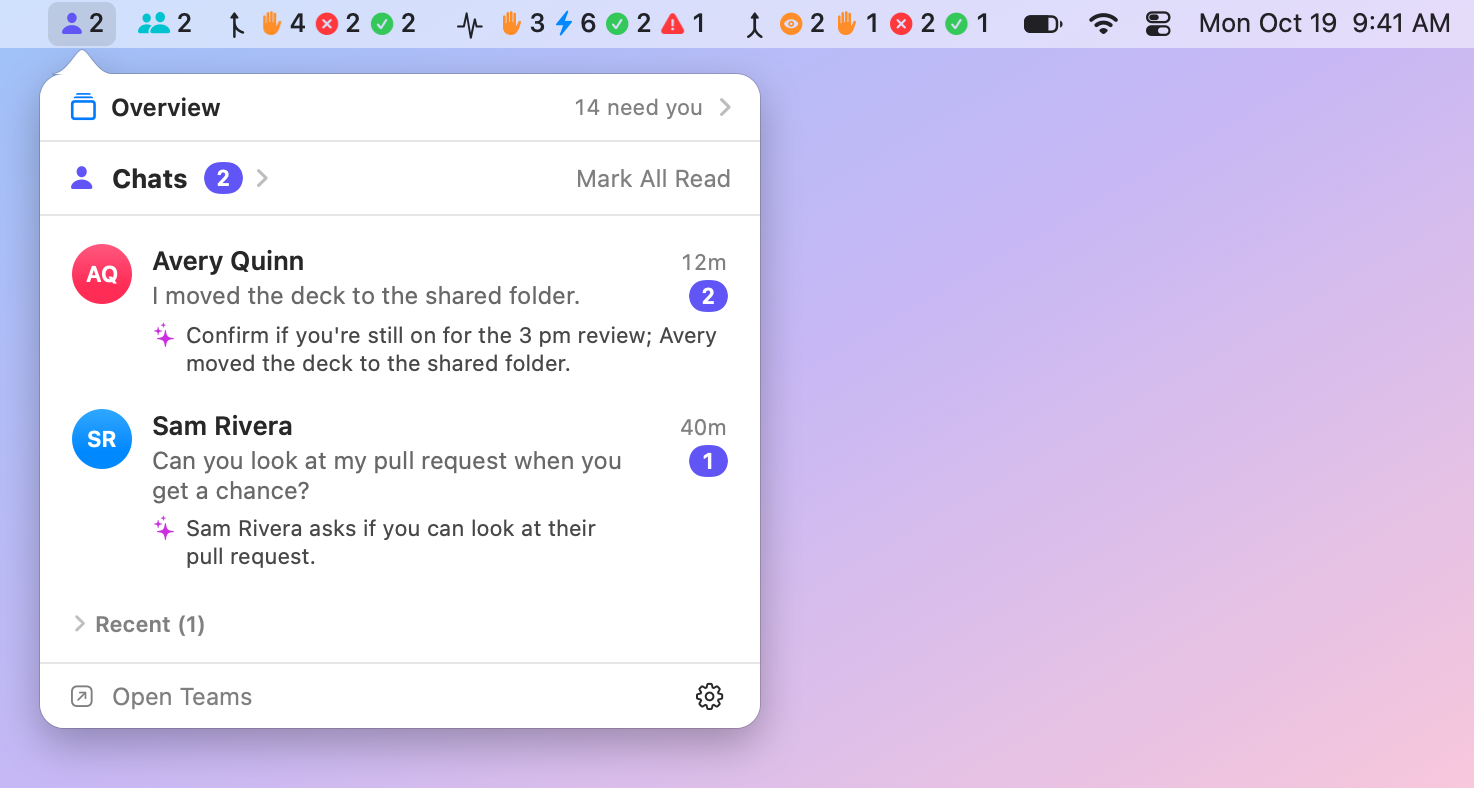 2 2 4 2 2 3 6 2 1 2 1 2 1 Mon Oct 19 9:41 AM
Overview 14 need you
Chats 2 Mark All Read
AQ Avery Quinn 12m
I moved the deck to the shared folder. 2
Confirm if you're still on for the 3 pm review; Avery
moved the deck to the shared folder.
SR Sam Rivera 40m
Can you look at my pull request when you 1
get a chance?
Sam Rivera asks if you can look at their
pull request.
Recent (1)
Open Teams